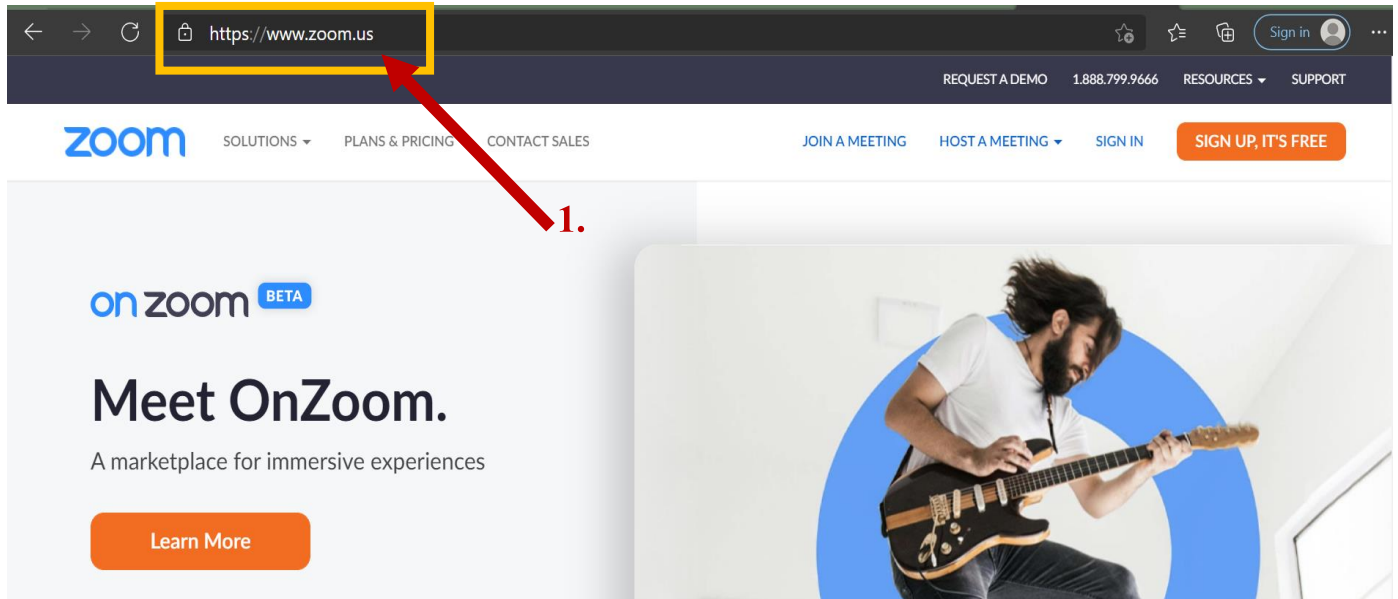 https://www.zoom.us
Sign in
REQUEST A DEMO 1.888.799.9666 RESOURCES SUPPORT
zoom SOLUTIONS PLANS & PRICING CONTACT SALES JOIN A MEETING HOST A MEETING SIGN IN SIGN UP, IT'S FREE
1.
on zoom BETA
Meet OnZoom.
A marketplace for immersive experiences
Learn More